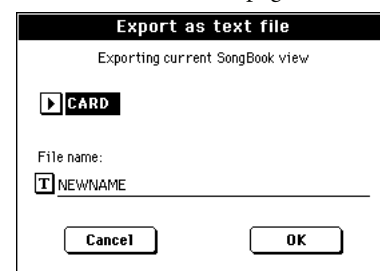 Export as text file
Exporting current SongBook view
CARD
File name:
T NEWNAME
Cancel OK